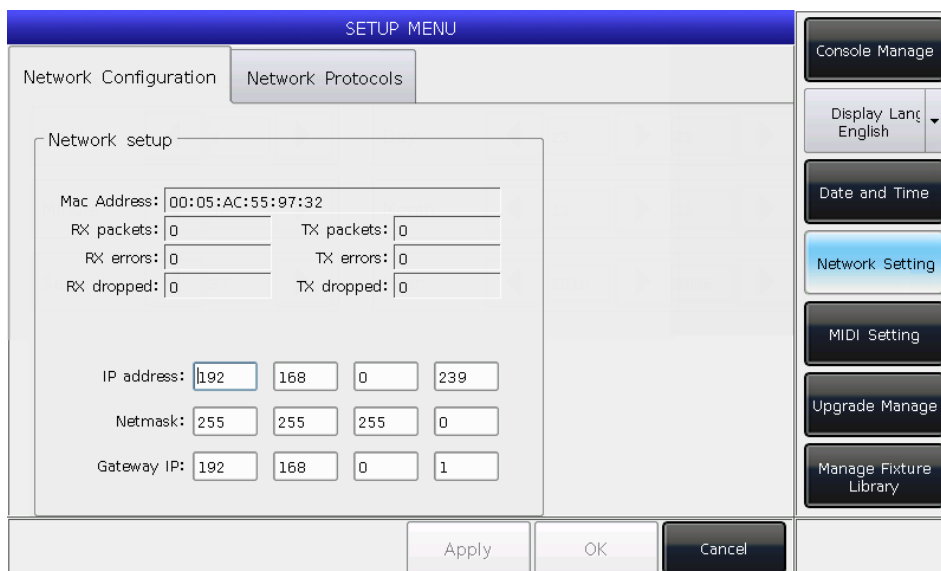 SETUP MENU
Network Configuration
Network Protocols
Network setup
Mac Address: 00:05:AC:55:97:32
RX packets: 0 TX packets: 0
RX errors: 0 TX errors: 0
RX dropped: 0 TX dropped: 0
IP address: 192 168 0 239
Netmask: 255 255 255 0
Gateway IP: 192 168 0 1
Apply
OK
Cancel
Console Manage
Display Lang
English
Date and Time
Network Setting
MIDI Setting
Upgrade Manage
Manage Fixture
Library